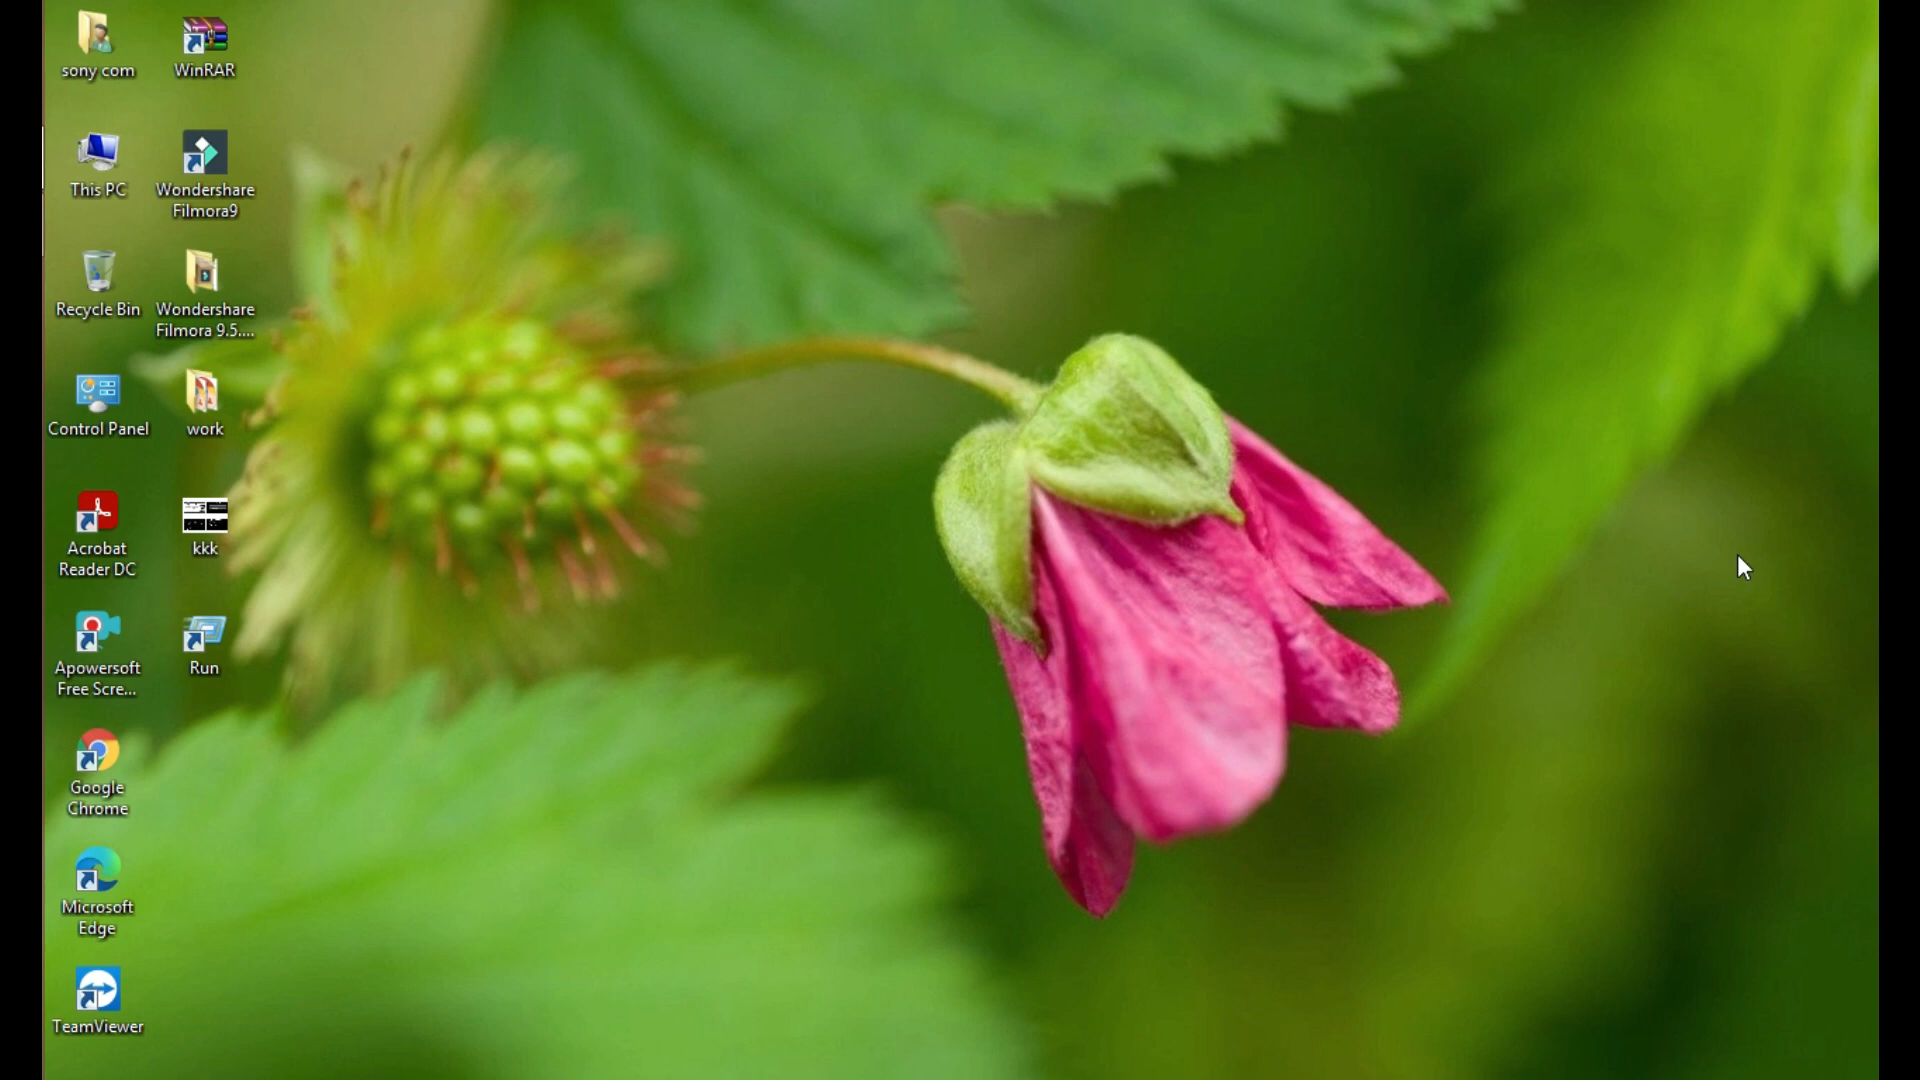 sony com
WinRAR
This PC
Wondershare
Filmora9
Recycle Bin
Wondershare
Filmora 9.5....
Control Panel
work
Acrobat
Reader DC
kkk
Apowersoft
Free Scre...
Run
Google
Chrome
Microsoft
Edge
TeamViewer